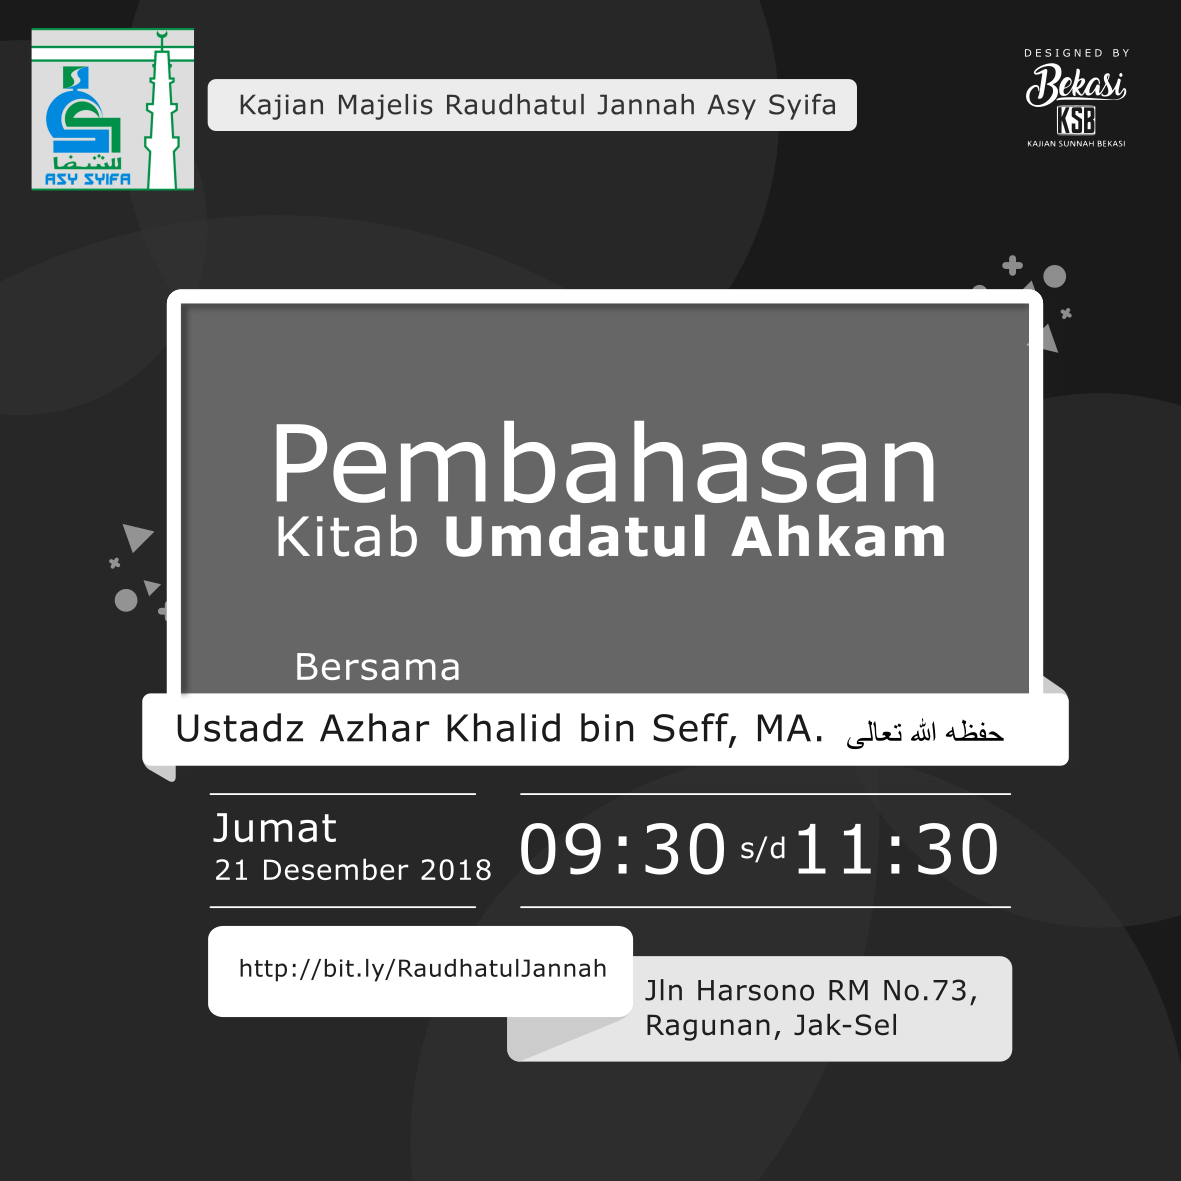 للشفا
ASY SYIFA
Kajian Majelis Raudhatul Jannah Asy Syifa
DESIGNED BY
Bekasi
KSB
KAJIAN SUNNAH BEKASI
Pembahasan
Kitab Umdatul Ahkam
Bersama
Ustadz Azhar Khalid bin Seff, MA. حفظه الله تعالى
Jumat
21 Desember 2018
09:30 s/d 11:30
http://bit.ly/RaudhatulJannah
Jln Harsono RM No.73,
Ragunan, Jak-Sel